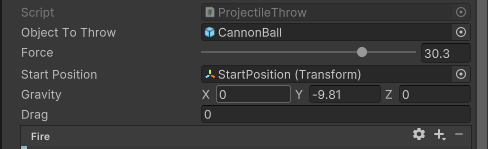 Script ProjectileThrow
Object To Throw CannonBall
Force 30.3
Start Position StartPosition (Transform)
Gravity X 0 Y -9.81 Z 0
Drag 0
Fire